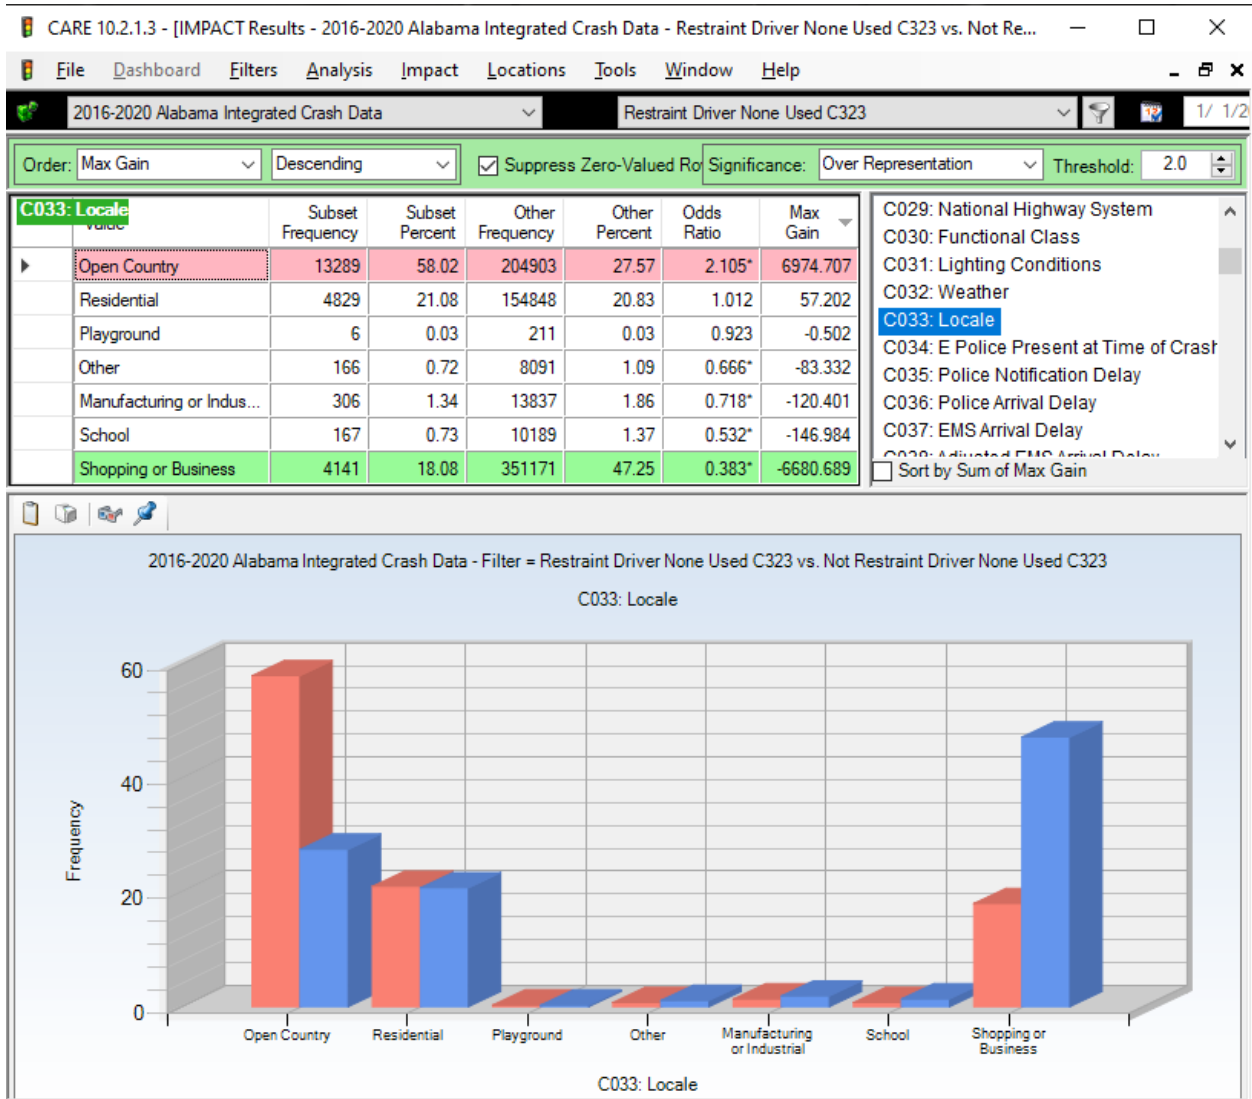 CARE 10.2.1.3 - [IMPACT Results - 2016-2020 Alabama Integrated Crash Data - Restraint Driver None Used C323 vs. Not Re...
File Dashboard Filters Analysis Impact Locations Tools Window Help
2016-2020 Alabama Integrated Crash Data Restraint Driver None Used C323 1/ 1/2
Order: Max Gain Descending Suppress Zero-Valued Ro Significance: Over Representation Threshold: 2.0
C033: Locale
Value Subset Frequency Subset Percent Other Frequency Other Percent Odds Ratio Max Gain
Open Country 13289 58.02 204903 27.57 2.105* 6974.707
Residential 4829 21.08 154848 20.83 1.012 57.202
Playground 6 0.03 211 0.03 0.923 -0.502
Other 166 0.72 8091 1.09 0.666* -83.332
Manufacturing or Indus... 306 1.34 13837 1.86 0.718* -120.401
School 167 0.73 10189 1.37 0.532* -146.984
Shopping or Business 4141 18.08 351171 47.25 0.383* -6680.689
C029: National Highway System
C030: Functional Class
C031: Lighting Conditions
C032: Weather
C033: Locale
C034: E Police Present at Time of Crash
C035: Police Notification Delay
C036: Police Arrival Delay
C037: EMS Arrival Delay
C038: Adjusted EMS Arrival Delay
Sort by Sum of Max Gain
2016-2020 Alabama Integrated Crash Data - Filter = Restraint Driver None Used C323 vs. Not Restraint Driver None Used C323
C033: Locale
60
40
20
0
Frequency
Open Country
Residential
Playground
Other
Manufacturing
or Industrial
School
Shopping or
Business
C033: Locale